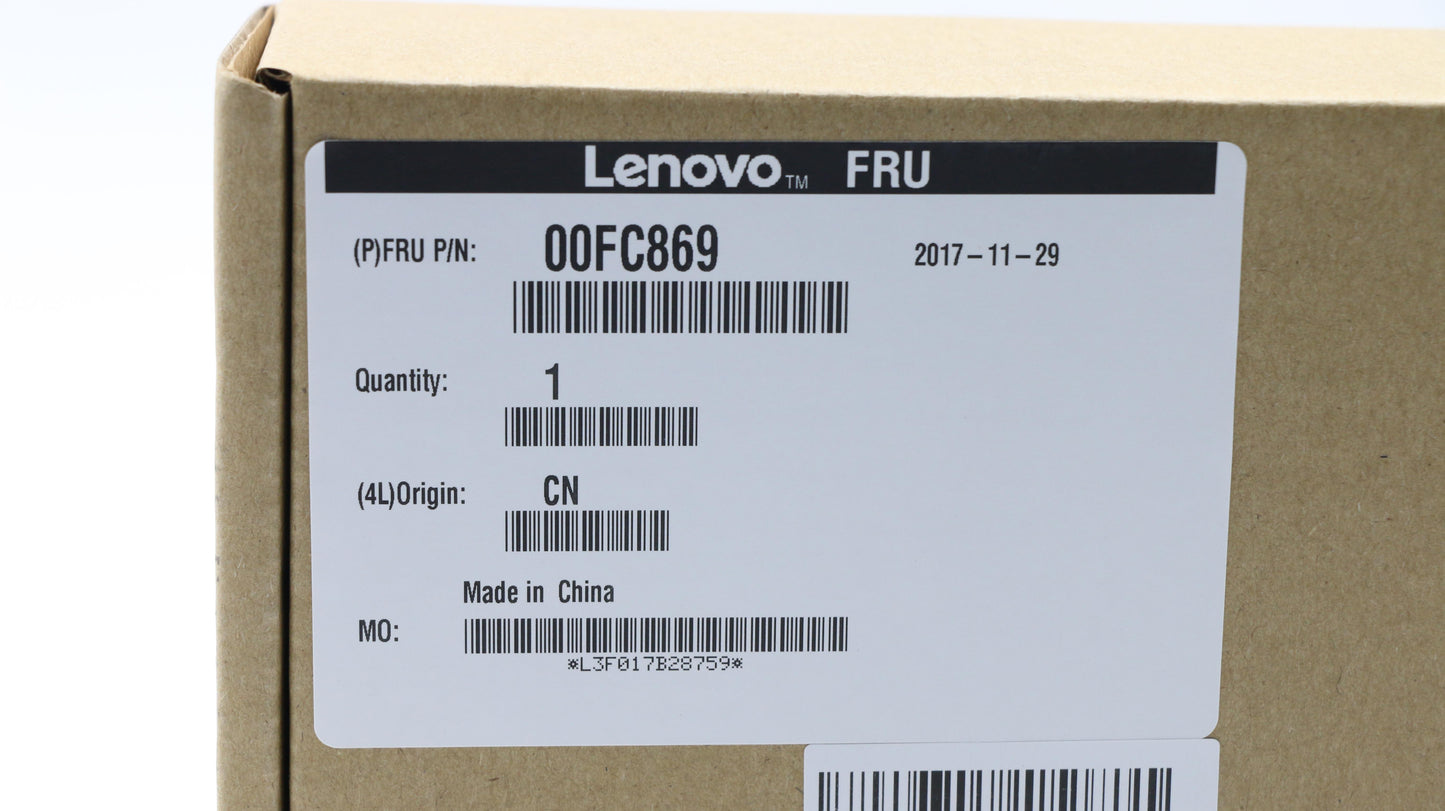 Lenovo™ FRU
(P)FRU P/N: 00FC869 2017-11-29
Quantity: 1
(4L)Origin: CN
Made in China
MO:
*L3F017B28759*